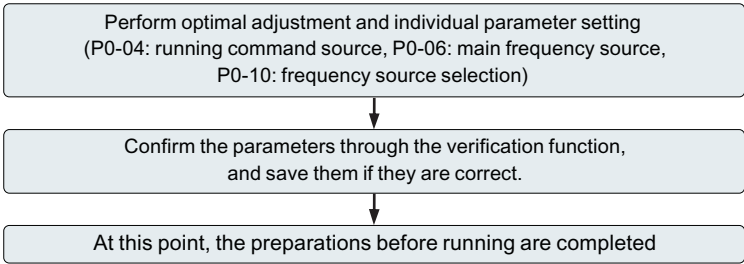 Perform optimal adjustment and individual parameter setting
(P0-04: running command source, P0-06: main frequency source,
P0-10: frequency source selection)
Confirm the parameters through the verification function,
and save them if they are correct.
At this point, the preparations before running are completed